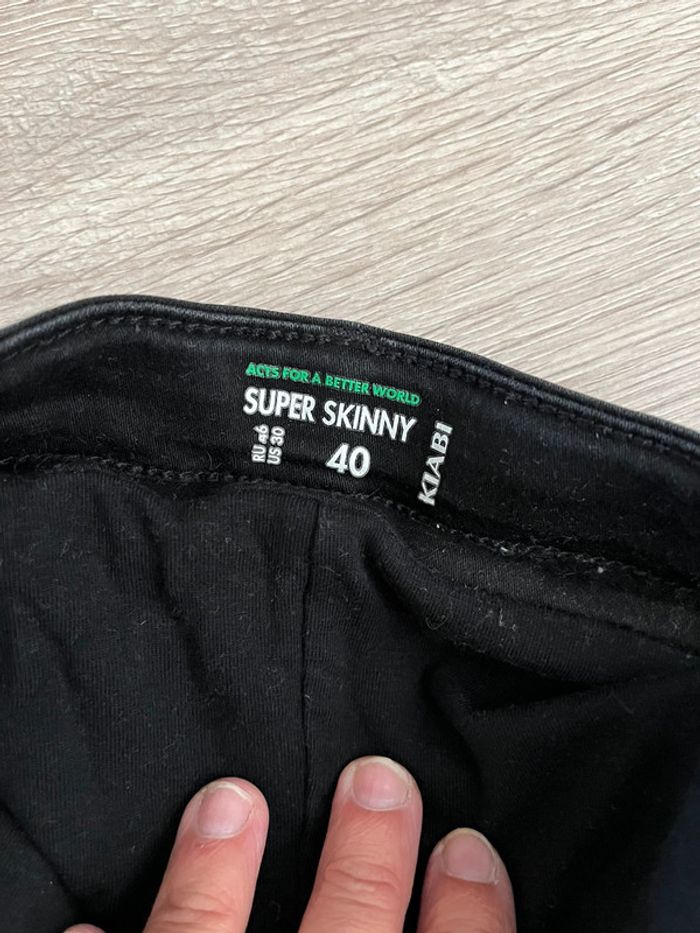 ACTS FOR A BETTER WORLD
SUPER SKINNY
RU 46
US 30
40
KIABI